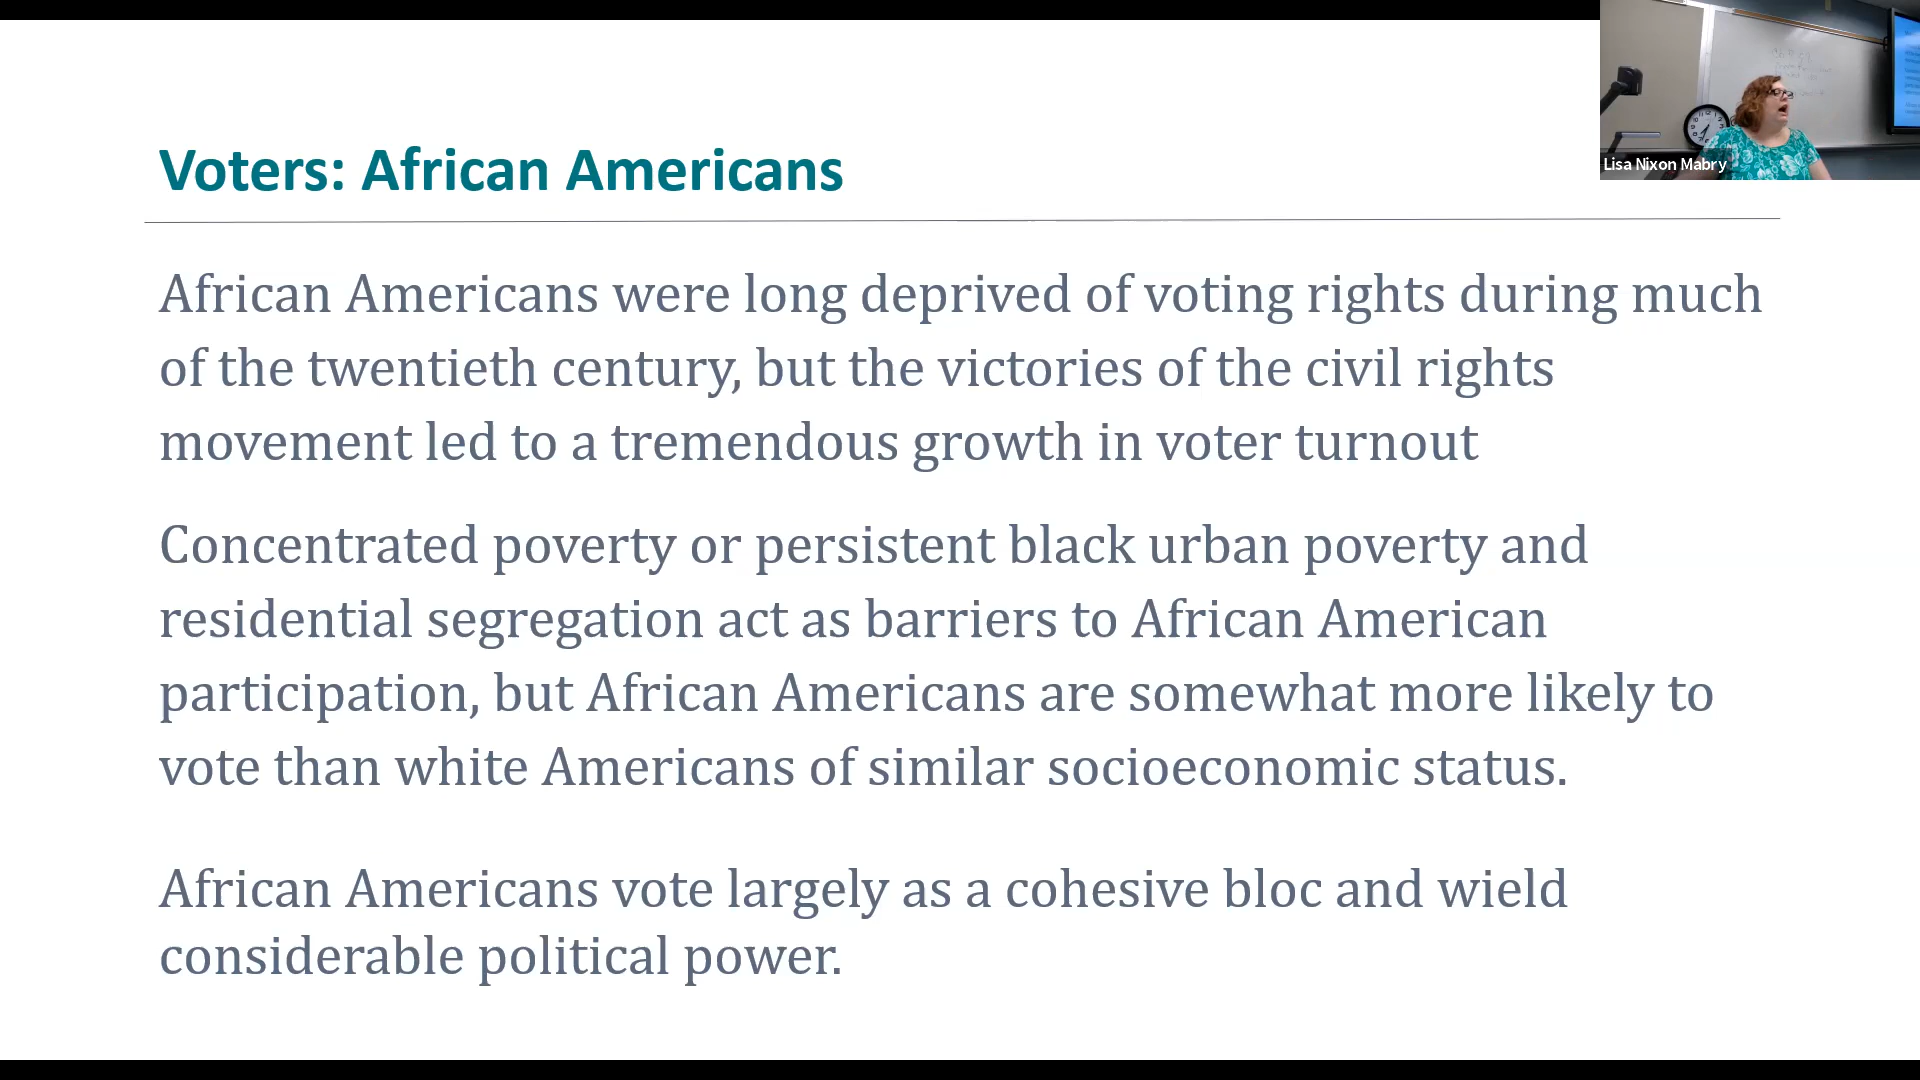 Voters: African Americans
Lisa Nixon Mabry
African Americans were long deprived of voting rights during much
of the twentieth century, but the victories of the civil rights
movement led to a tremendous growth in voter turnout
Concentrated poverty or persistent black urban poverty and
residential segregation act as barriers to African American
participation, but African Americans are somewhat more likely to
vote than white Americans of similar socioeconomic status.
African Americans vote largely as a cohesive bloc and wield
considerable political power.